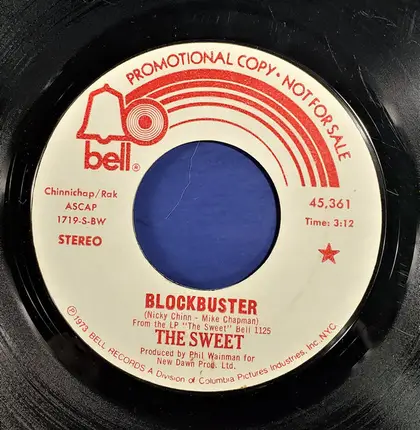 PROMOTIONAL COPY • NOT FOR SALE
bell®
Chinnichap/Rak
ASCAP
1719-S-BW
STEREO
45,361
Time: 3:12
BLOCKBUSTER
(Nicky Chinn - Mike Chapman)
From the LP "The Sweet" Bell 1125
THE SWEET
Produced by Phil Wainman for
New Dawn Prod. Ltd.
℗ 1973 BELL RECORDS A Division of Columbia Pictures Industries, Inc. N.Y.C.